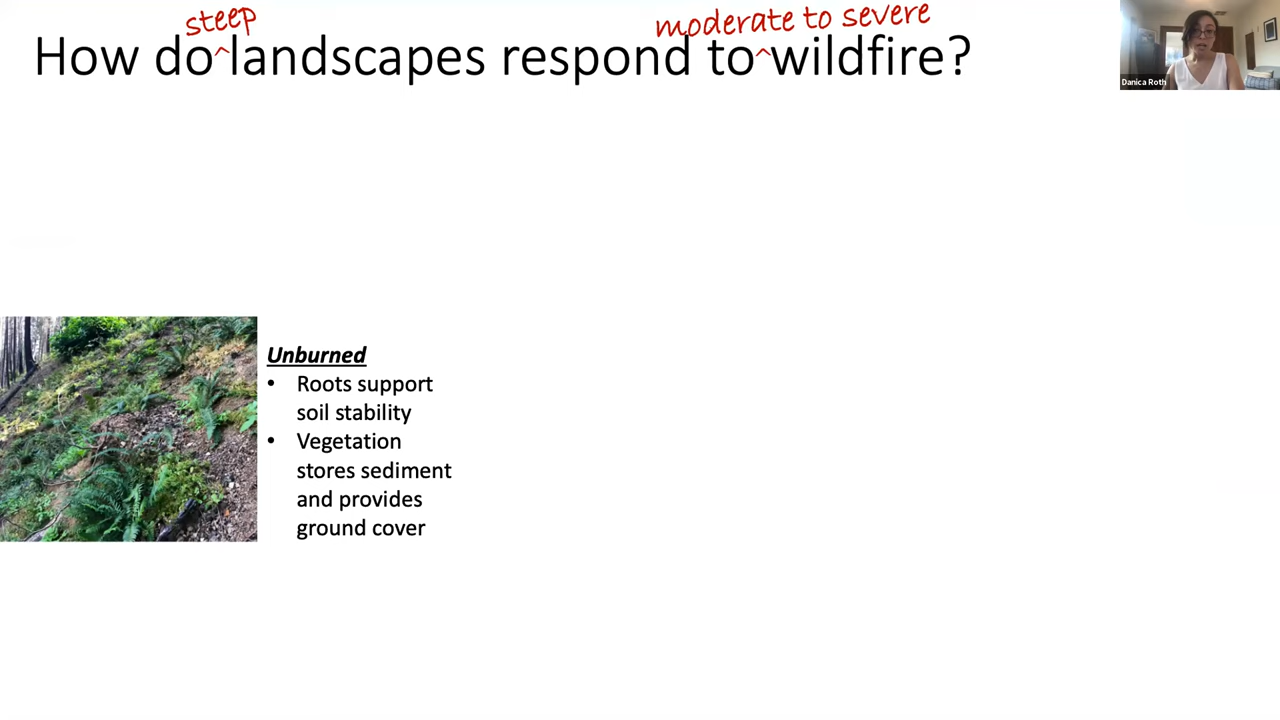 steep
moderate to severe
How do ^ landscapes respond to ^ wildfire?
Danica Roth
Unburned
• Roots support
soil stability
• Vegetation
stores sediment
and provides
ground cover